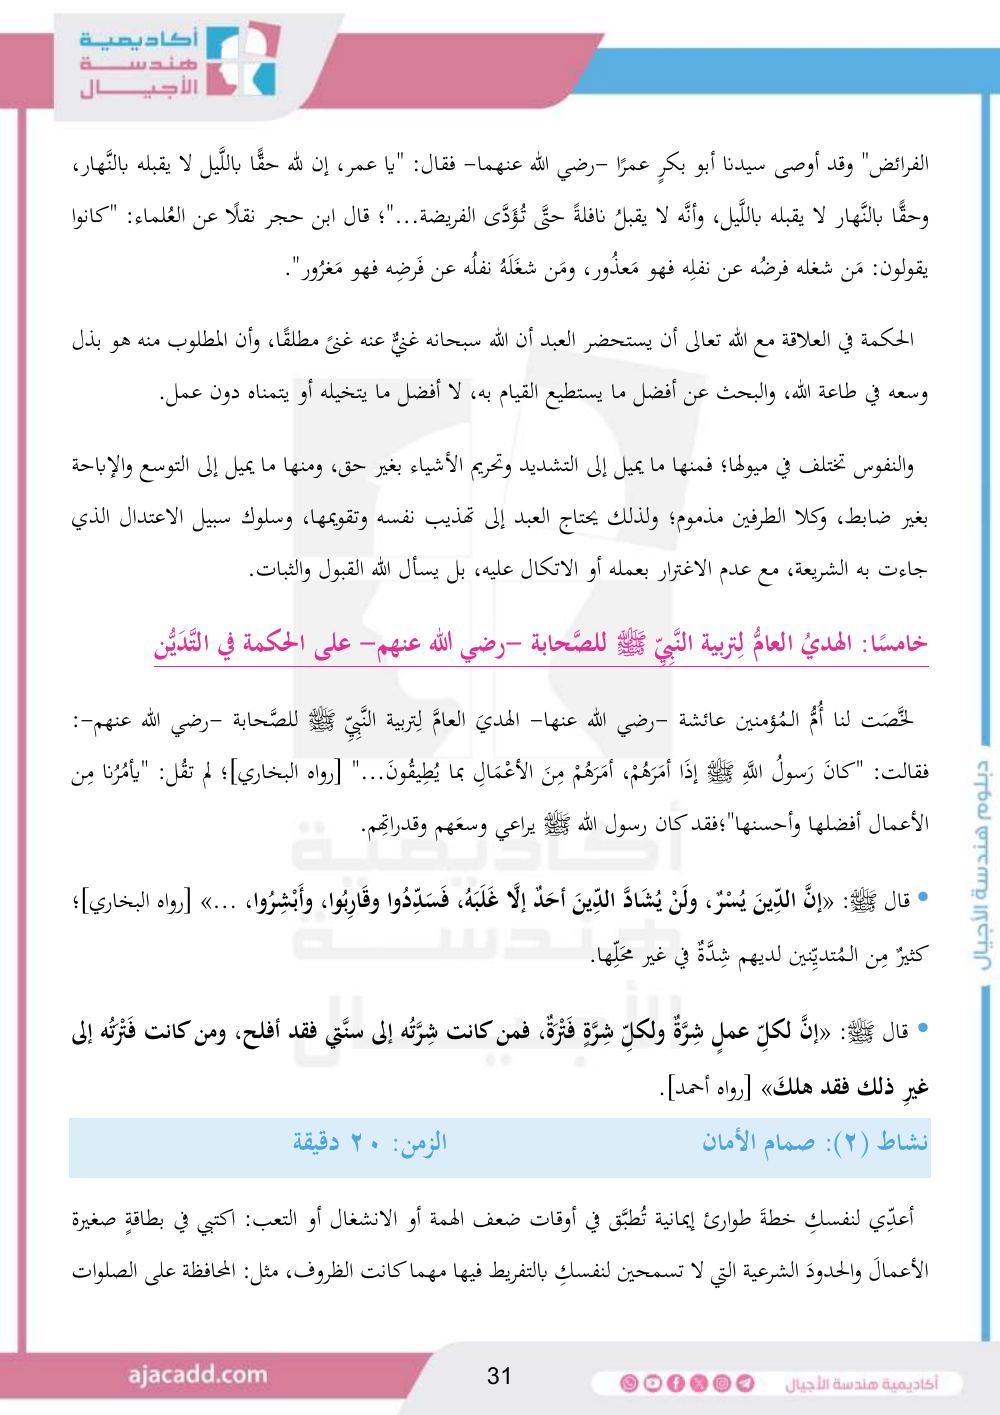 أكاديمية
هندسة
الأجيال
الفرائض" وقد أوصى سيدنا أبو بكرٍ عمرًا –رضي الله عنهما– فقال: "يا عمر، إن لله حقًّا باللَّيل لا يقبله بالنَّهار،
وحقًّا بالنَّهار لا يقبله باللَّيل، وأنَّه لا يقبلُ نافلةً حتَّى تُؤَدَّى الفريضة..."؛ قال ابن حجر نقلًا عن العُلماء: "كانوا
يقولون: مَن شغله فرضُه عن نفلِه فهو مَعذُور، ومَن شغَلَهُ نفلُه عن فَرضِه فهو مَغرُور".
الحكمة في العلاقة مع الله تعالى أن يستحضر العبد أن الله سبحانه غنيٌّ عنه غنىً مطلقًا، وأن المطلوب منه هو بذل
وسعه في طاعة الله، والبحث عن أفضل ما يستطيع القيام به، لا أفضل ما يتخيله أو يتمناه دون عمل.
والنفوس تختلف في ميولها؛ فمنها ما يميل إلى التشديد وتحريم الأشياء بغير حق، ومنها ما يميل إلى التوسع والإباحة
بغير ضابط، وكلا الطرفين مذموم؛ ولذلك يحتاج العبد إلى تهذيب نفسه وتقويمها، وسلوك سبيل الاعتدال الذي
جاءت به الشريعة، مع عدم الاغترار بعمله أو الاتكال عليه، بل يسأل الله القبول والثبات.
خامسًا: الهديُ العامُّ لِتربية النَّبِيِّ ﷺ للصَّحابة –رضي الله عنهم– على الحكمة في التَّدَيُّن
لخَّصَت لنا أُمُّ المؤمنين عائشة –رضي الله عنها– الهديَ العامَّ لِتربية النَّبِيِّ ﷺ للصَّحابة –رضي الله عنهم–:
فقالت: "كانَ رَسولُ اللَّهِ ﷺ إذَا أمَرَهُمْ، أمَرَهُمْ مِنَ الأعْمَالِ بما يُطِيقُونَ..." [رواه البخاري]؛ لم تقُل: "يأمُرُنا مِن
الأعمال أفضلها وأحسنها"؛فقد كان رسول الله ﷺ يراعي وسعَهم وقدراتِهم.
• قال ﷺ: «إنَّ الدِّينَ يُسْرٌ، ولَنْ يُشَادَّ الدِّينَ أحَدٌ إلَّا غَلَبَهُ، فَسَدِّدُوا وقَارِبُوا، وأَبْشِرُوا، ...» [رواه البخاري]؛
كثيرٌ مِن المُتديِّنين لديهم شِدَّةٌ في غير محَلِّها.
• قال ﷺ: «إنَّ لكلِّ عملٍ شِرَّةٌ ولكلِّ شِرَّةٍ فَتْرَةٌ، فمن كانت شِرَّتُه إلى سنَّتي فقد أفلح، ومن كانت فَتْرَتُه إلى
غيرِ ذلك فقد هلكَ» [رواه أحمد].
نشاط (٢): صمام الأمان الزمن: ٢٠ دقيقة
أعدِّي لنفسكِ خطةَ طوارئ إيمانية تُطبَّق في أوقات ضعف الهمة أو الانشغال أو التعب: اكتبي في بطاقةٍ صغيرة
الأعمالَ والحدودَ الشرعية التي لا تسمحين لنفسكِ بالتفريط فيها مهما كانت الظروف، مثل: المحافظة على الصلوات
دبلوم هندسة الأجيال
أكاديمية
هندسة
الأجيال
ajacadd.com
31
أكاديمية هندسة الأجيال